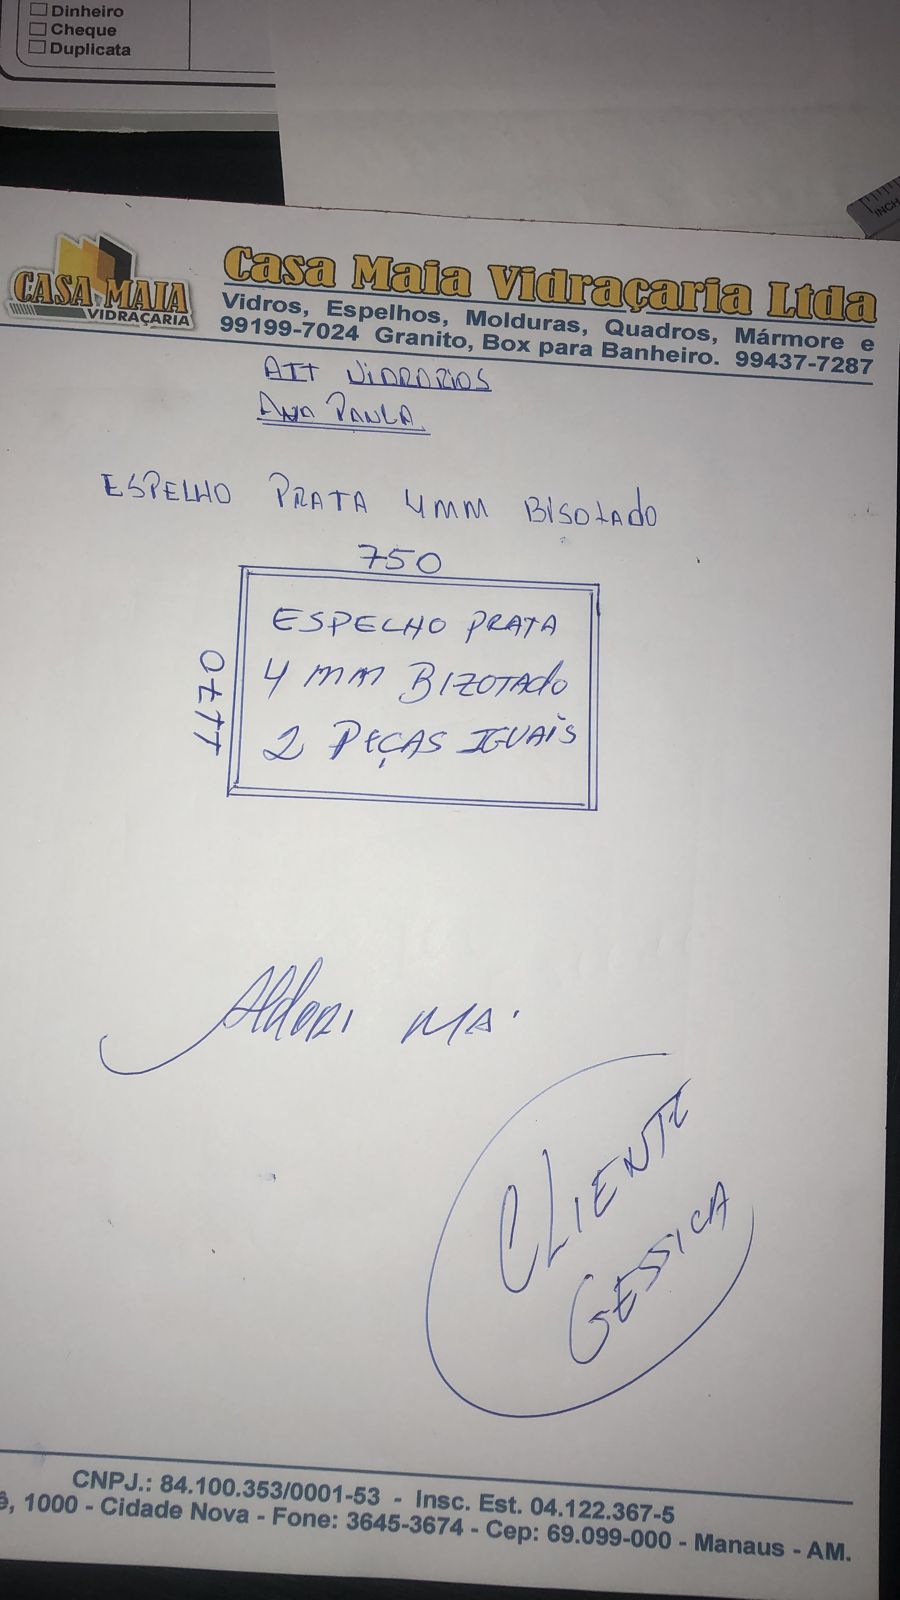 Dinheiro
Cheque
Duplicata
INCH
CASA MAIA
VIDRAÇARIA
Casa Maia Vidraçaria Ltda
Vidros, Espelhos, Molduras, Quadros, Mármore e
99199-7024 Granito, Box para Banheiro. 99437-7287
ATT VIDRARIOS
ANA PAULA
ESPELHO PRATA 4MM BISOTADO
750
ESPELHO PRATA
4 MM BIZOTADO
2 PEÇAS IGUAIS
1770
MA.
CLIENTE
GESSICA
CNPJ.: 84.100.353/0001-53 - Insc. Est. 04.122.367-5
ê, 1000 - Cidade Nova - Fone: 3645-3674 - Cep: 69.099-000 - Manaus - AM.